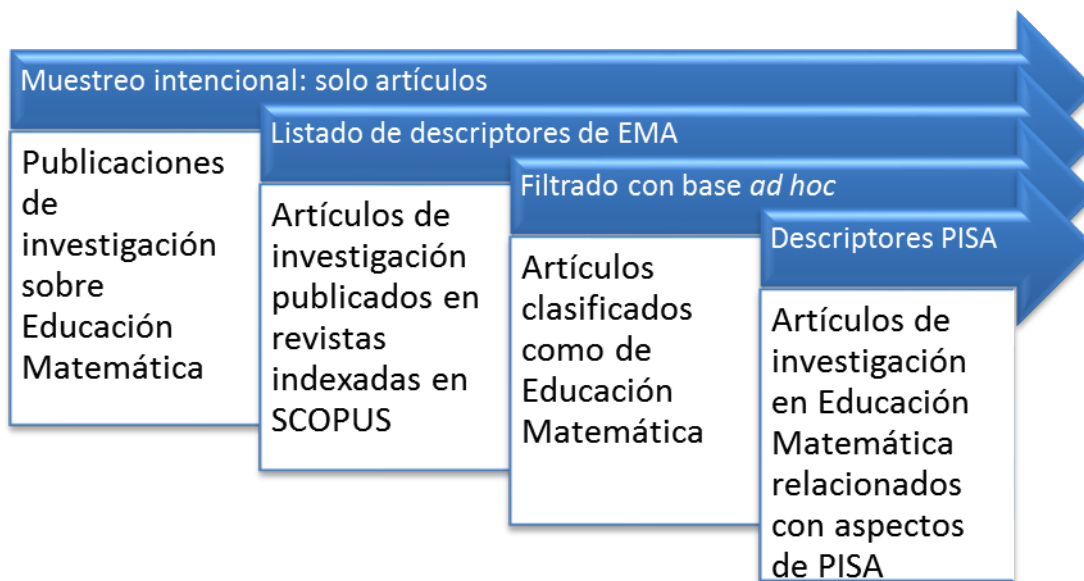 Muestreo intencional: solo artículos
Publicaciones
de
investigación
sobre
Educación
Matemática
Listado de descriptores de EMA
Artículos de
investigación
publicados en
revistas
indexadas en
SCOPUS
Filtrado con base ad hoc
Artículos
clasificados
como de
Educación
Matemática
Descriptores PISA
Artículos de
investigación
en Educación
Matemática
relacionados
con aspectos
de PISA